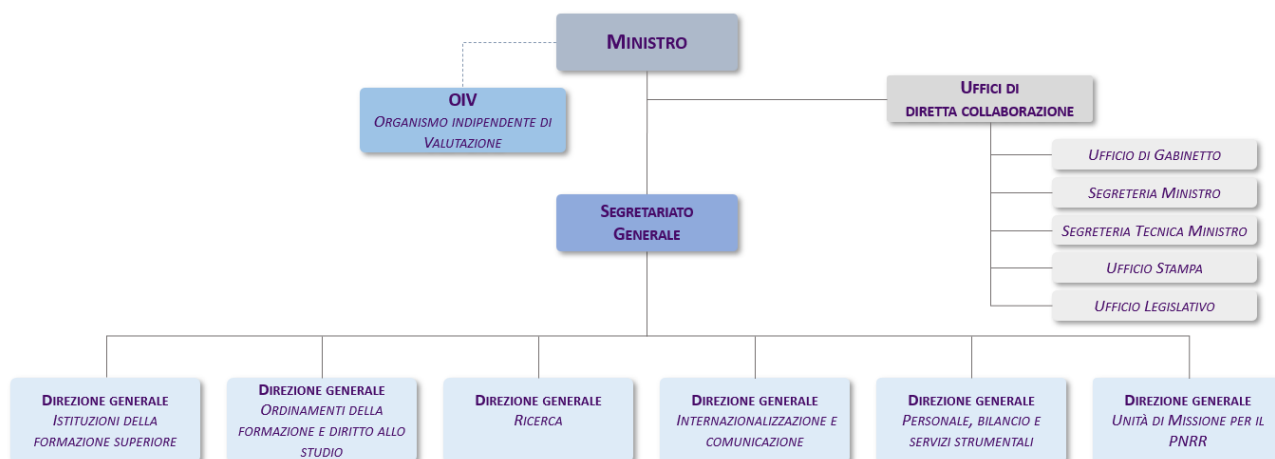 Ministro
OIV
Organismo indipendente di
Valutazione
Uffici di
diretta collaborazione
Ufficio di Gabinetto
Segreteria Ministro
Segreteria Tecnica Ministro
Ufficio Stampa
Ufficio Legislativo
Segretariato
Generale
Direzione generale
Istituzioni della
formazione superiore
Direzione generale
Ordinamenti della
formazione e diritto allo
studio
Direzione generale
Ricerca
Direzione generale
Internazionalizzazione e
comunicazione
Direzione generale
Personale, bilancio e
servizi strumentali
Direzione generale
Unità di Missione per il
PNRR